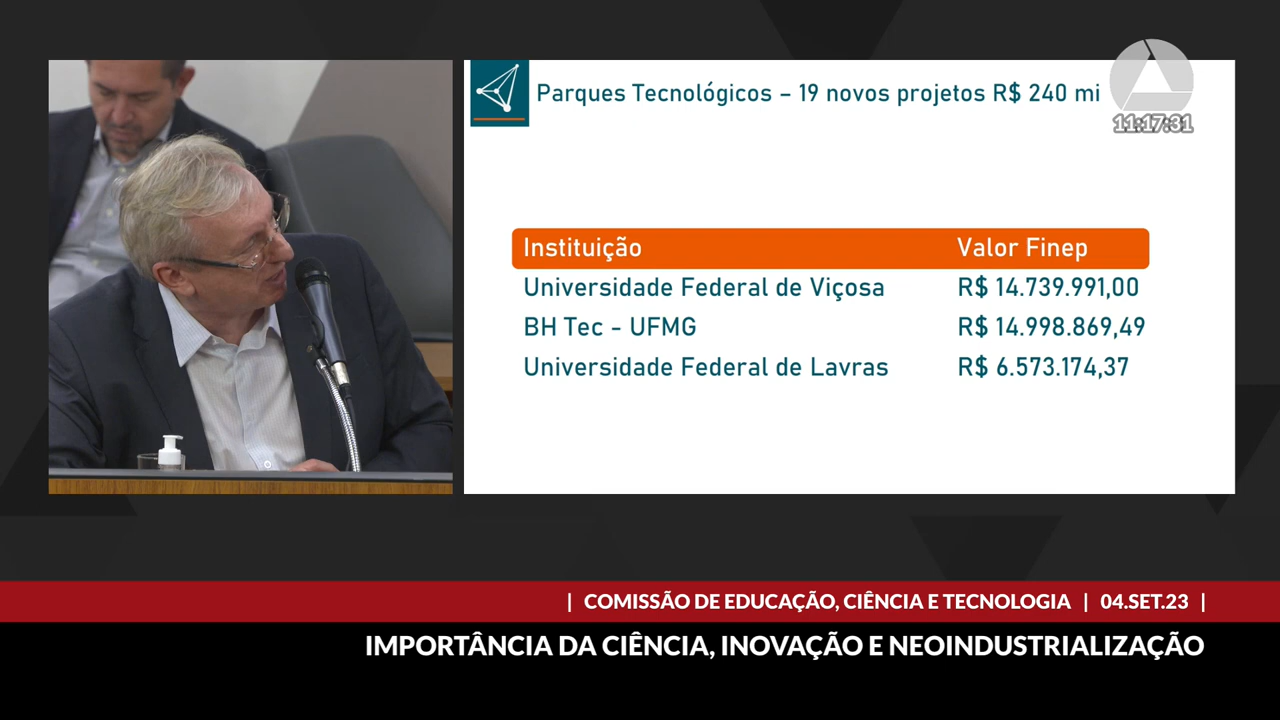 Parques Tecnológicos – 19 novos projetos R$ 240 mi
11:17:31
Instituição Valor Finep
Universidade Federal de Viçosa R$ 14.739.991,00
BH Tec - UFMG R$ 14.998.869,49
Universidade Federal de Lavras R$ 6.573.174,37
| COMISSÃO DE EDUCAÇÃO, CIÊNCIA E TECNOLOGIA | 04.SET.23 |
IMPORTÂNCIA DA CIÊNCIA, INOVAÇÃO E NEOINDUSTRIALIZAÇÃO